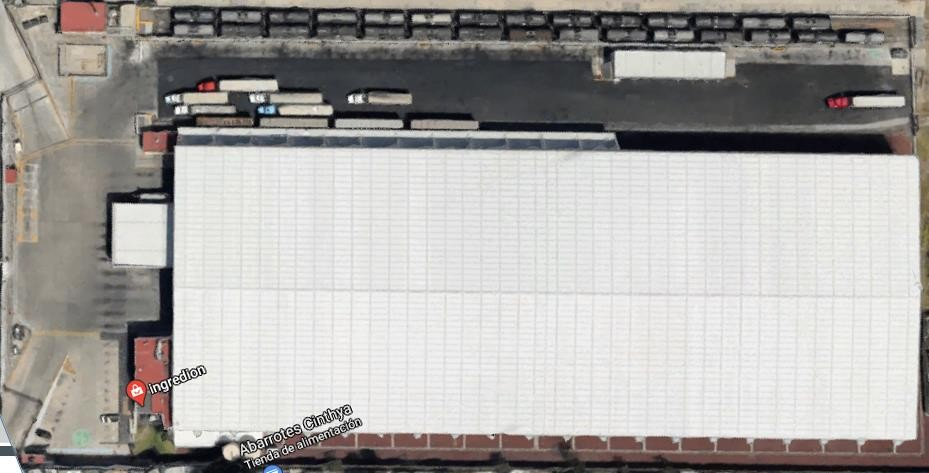 ingredion
Abarrotes Cinthya
Tienda de alimentación